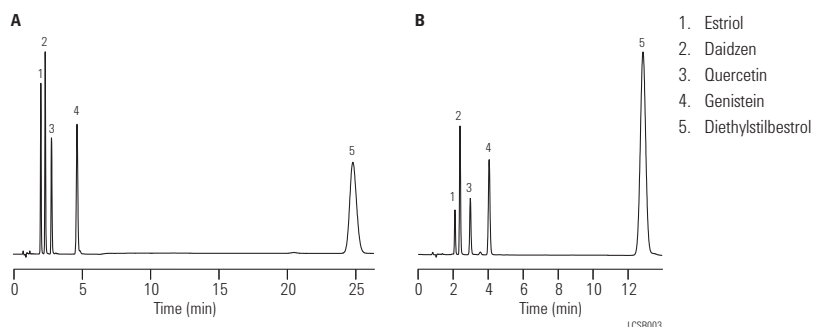 A
1
2
3
4
5
0
5
10
15
20
25
Time (min)
B
1
2
3
4
5
0
2
4
6
8
10
12
Time (min)
1. Estriol
2. Daidzen
3. Quercetin
4. Genistein
5. Diethylstilbestrol
LCSB003